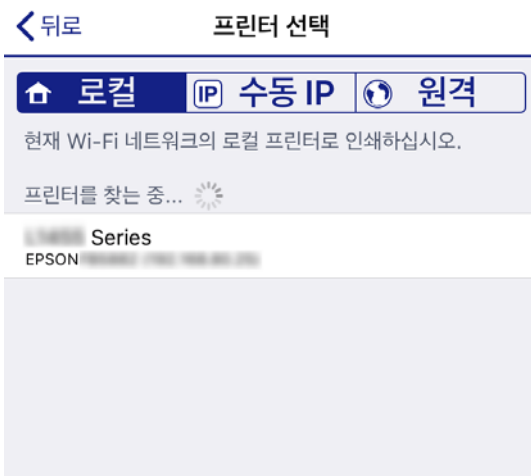 뒤로 프린터 선택
로컬 IP 수동 IP 원격
현재 Wi-Fi 네트워크의 로컬 프린터로 인쇄하십시오.
프린터를 찾는 중...
Series
EPSON